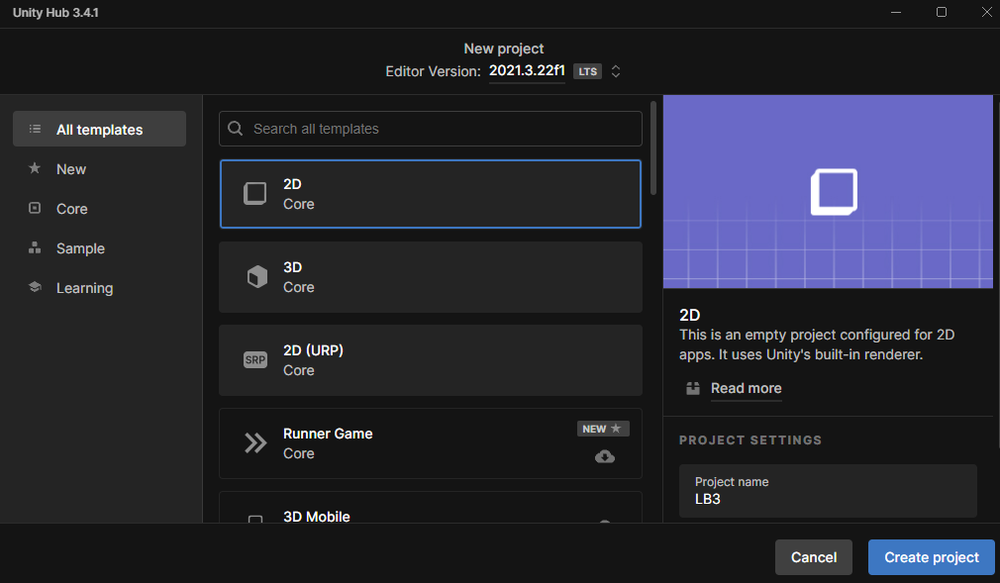 Unity Hub 3.4.1
New project
Editor Version: 2021.3.22f1 LTS
All templates
New
Core
Sample
Learning
Search all templates
2D
Core
3D
Core
SRP
2D (URP)
Core
Runner Game
Core
NEW
3D Mobile
2D
This is an empty project configured for 2D
apps. It uses Unity's built-in renderer.
Read more
PROJECT SETTINGS
Project name
LB3
Cancel
Create project